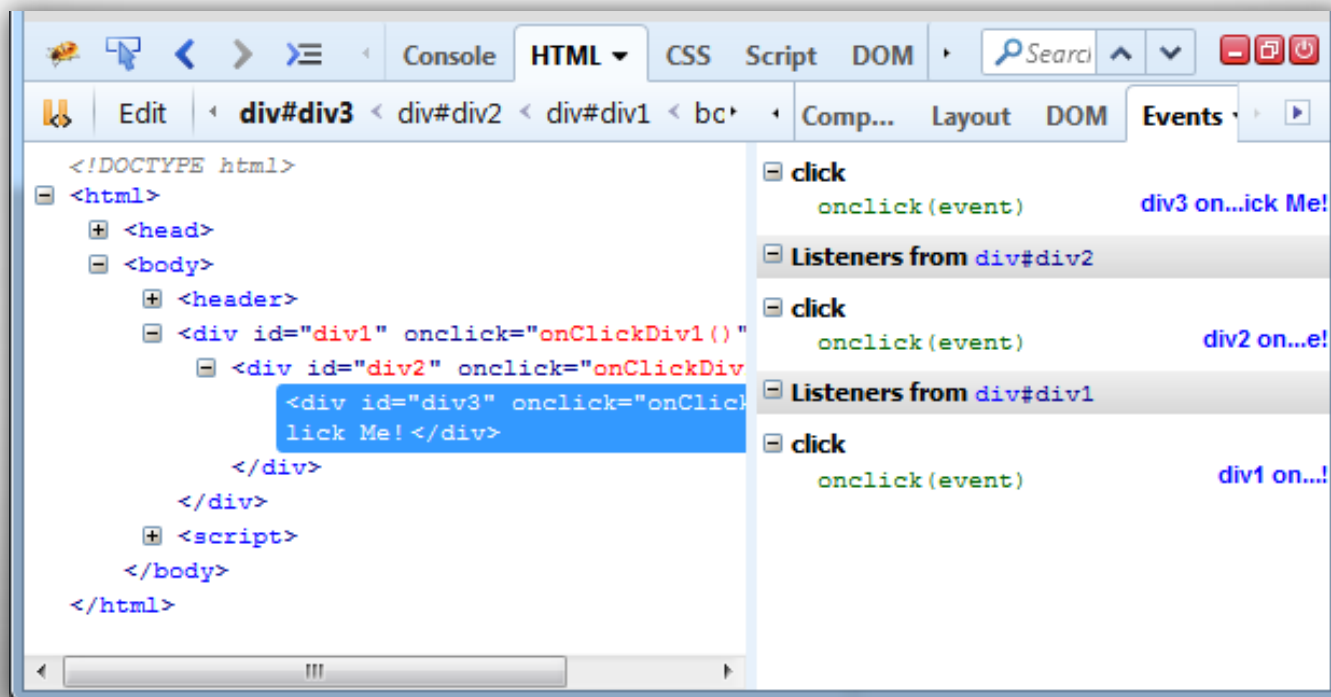 Console HTML CSS Script DOM Searc
Edit div#div3 < div#div2 < div#div1 < bc
Comp... Layout DOM Events
<!DOCTYPE html>
<html>
<head>
<body>
<header>
<div id="div1" onclick="onClickDiv1()"
<div id="div2" onclick="onClickDiv
<div id="div3" onclick="onClick
lick Me!</div>
</div>
</div>
<script>
</body>
</html>
click
onclick(event) div3 on...ick Me!
Listeners from div#div2
click
onclick(event) div2 on...e!
Listeners from div#div1
click
onclick(event) div1 on...!